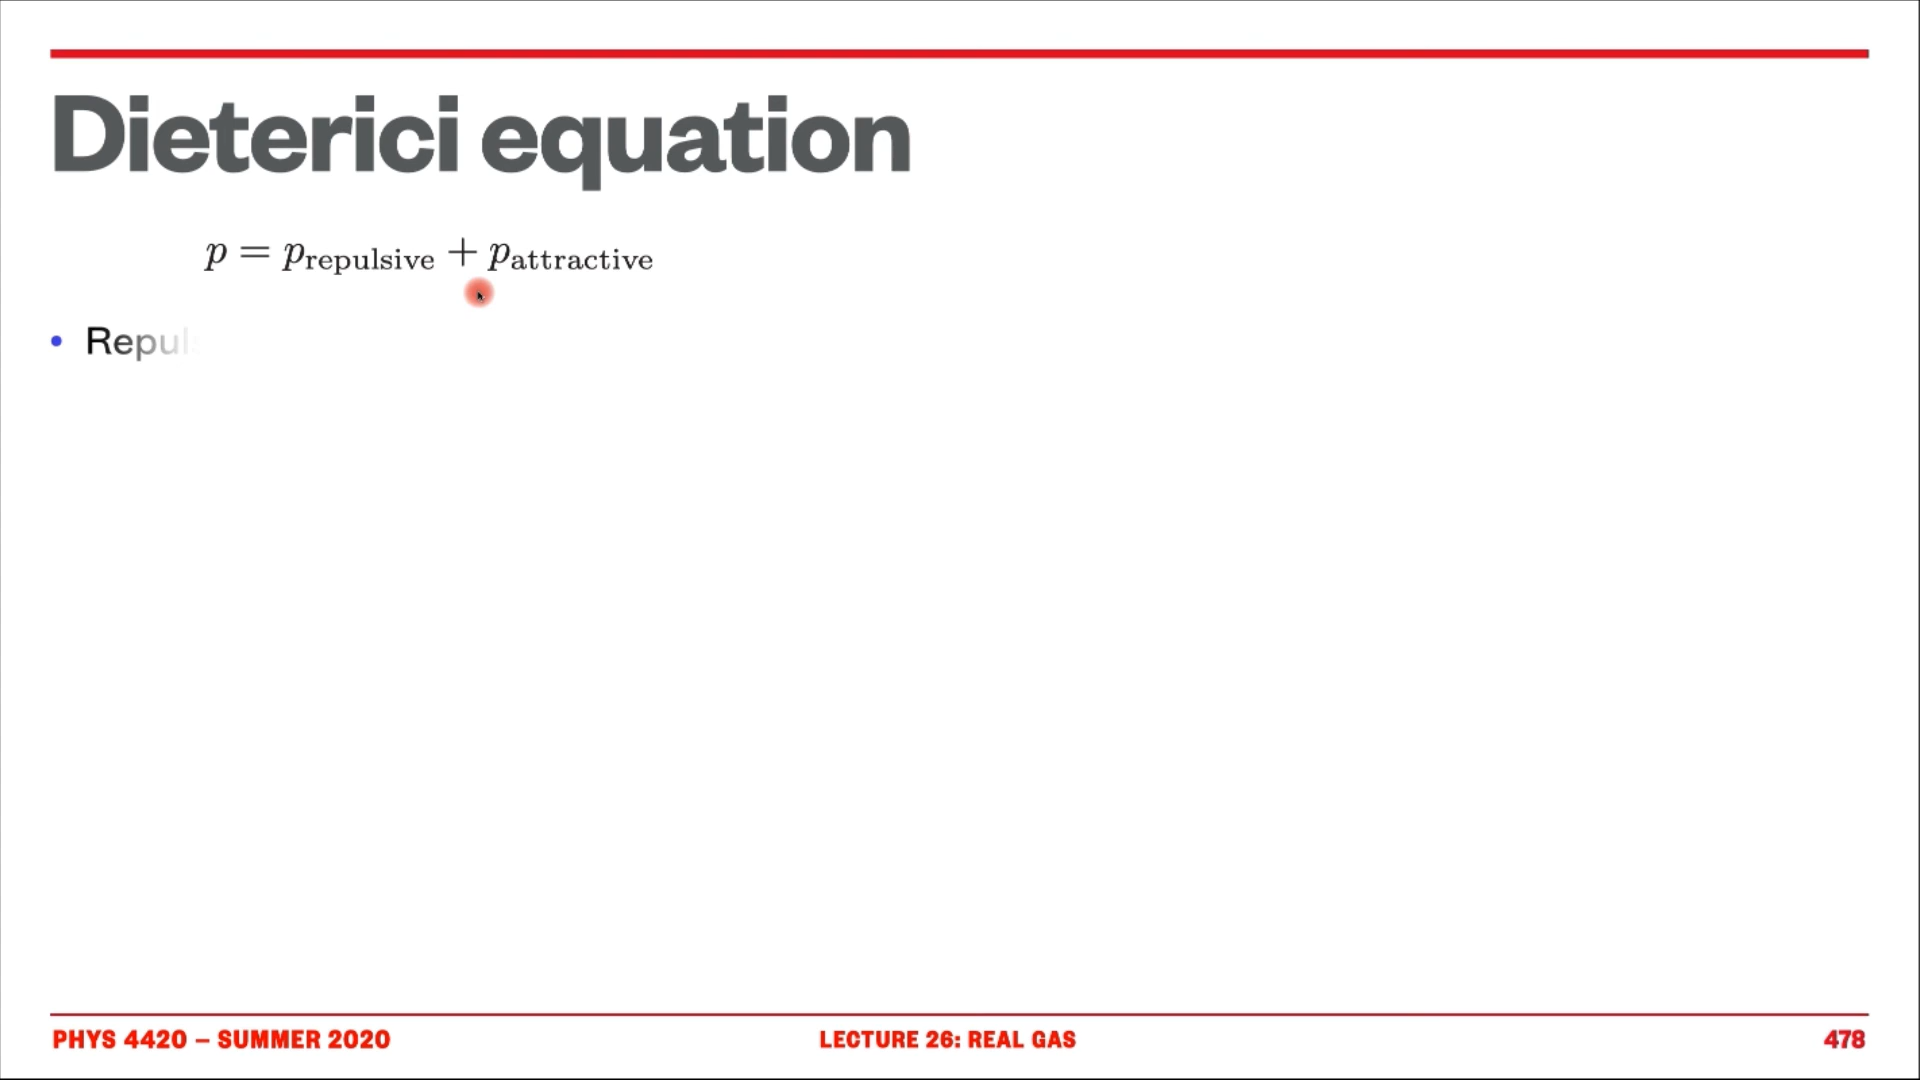 Dieterici equation
p = p_repulsive + p_attractive
• Repul
PHYS 4420 – SUMMER 2020
LECTURE 26: REAL GAS
478